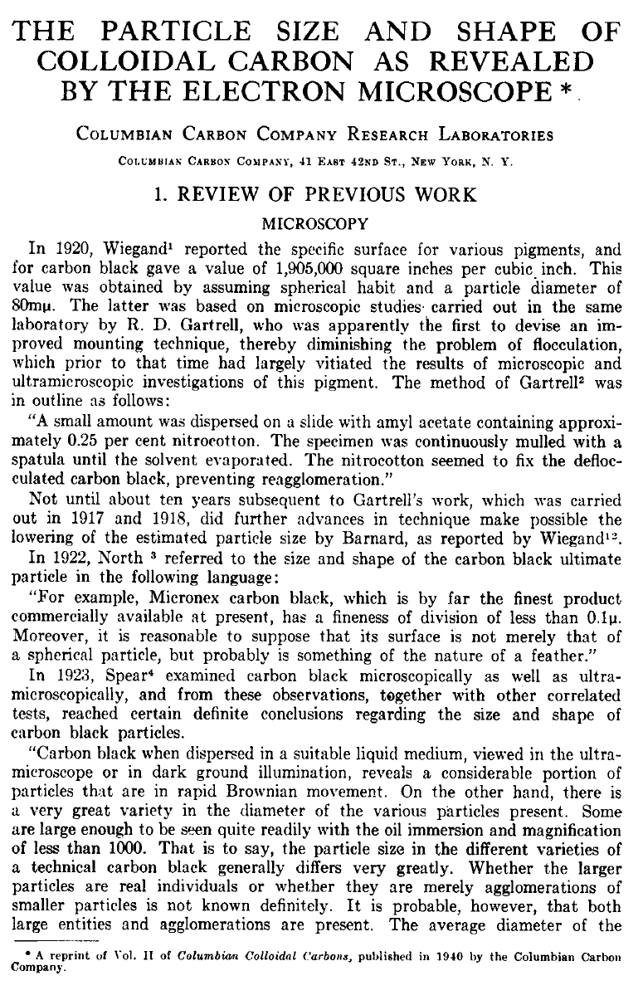 THE PARTICLE SIZE AND SHAPE OF
COLLOIDAL CARBON AS REVEALED
BY THE ELECTRON MICROSCOPE *
COLUMBIAN CARBON COMPANY RESEARCH LABORATORIES
COLUMBIAN CARBON COMPANY, 41 EAST 42ND ST., NEW YORK, N. Y.
1. REVIEW OF PREVIOUS WORK
MICROSCOPY
In 1920, Wiegand¹ reported the specific surface for various pigments, and
for carbon black gave a value of 1,905,000 square inches per cubic inch. This
value was obtained by assuming spherical habit and a particle diameter of
80mµ. The latter was based on microscopic studies carried out in the same
laboratory by R. D. Gartrell, who was apparently the first to devise an im-
proved mounting technique, thereby diminishing the problem of flocculation,
which prior to that time had largely vitiated the results of microscopic and
ultramicroscopic investigations of this pigment. The method of Gartrell² was
in outline as follows:
“A small amount was dispersed on a slide with amyl acetate containing approxi-
mately 0.25 per cent nitrocotton. The specimen was continuously mulled with a
spatula until the solvent evaporated. The nitrocotton seemed to fix the defloc-
culated carbon black, preventing reagglomeration.”
Not until about ten years subsequent to Gartrell’s work, which was carried
out in 1917 and 1918, did further advances in technique make possible the
lowering of the estimated particle size by Barnard, as reported by Wiegand¹².
In 1922, North ³ referred to the size and shape of the carbon black ultimate
particle in the following language:
“For example, Micronex carbon black, which is by far the finest product
commercially available at present, has a fineness of division of less than 0.1µ.
Moreover, it is reasonable to suppose that its surface is not merely that of
a spherical particle, but probably is something of the nature of a feather.”
In 1923, Spear⁴ examined carbon black microscopically as well as ultra-
microscopically, and from these observations, together with other correlated
tests, reached certain definite conclusions regarding the size and shape of
carbon black particles.
“Carbon black when dispersed in a suitable liquid medium, viewed in the ultra-
microscope or in dark ground illumination, reveals a considerable portion of
particles that are in rapid Brownian movement. On the other hand, there is
a very great variety in the diameter of the various particles present. Some
are large enough to be seen quite readily with the oil immersion and magnification
of less than 1000. That is to say, the particle size in the different varieties of
a technical carbon black generally differs very greatly. Whether the larger
particles are real individuals or whether they are merely agglomerations of
smaller particles is not known definitely. It is probable, however, that both
large entities and agglomerations are present. The average diameter of the
* A reprint of Vol. II of Columbian Colloidal Carbons, published in 1940 by the Columbian Carbon
Company.